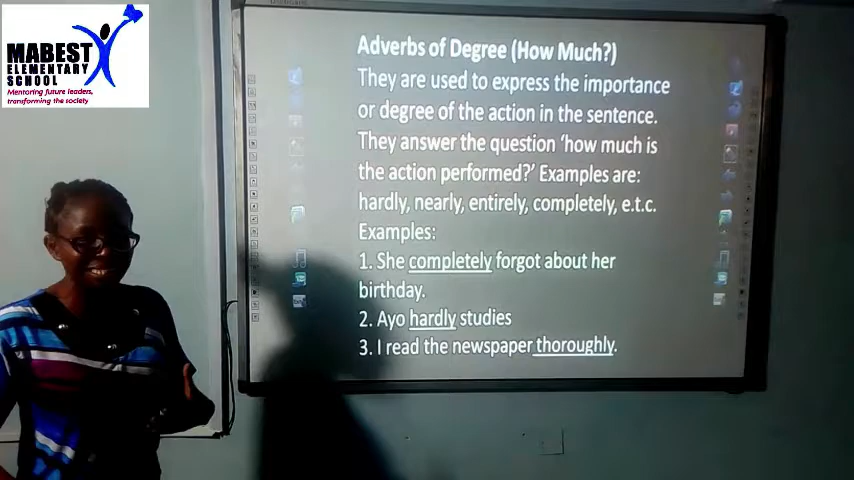 MABEST
ELEMENTARY
SCHOOL
Mentoring future leaders,
transforming the society
Adverbs of Degree (How Much?)
They are used to express the importance
or degree of the action in the sentence.
They answer the question 'how much is
the action performed?' Examples are:
hardly, nearly, entirely, completely, e.t.c.
Examples:
1. She completely forgot about her
birthday.
2. Ayo hardly studies
3. I read the newspaper thoroughly.